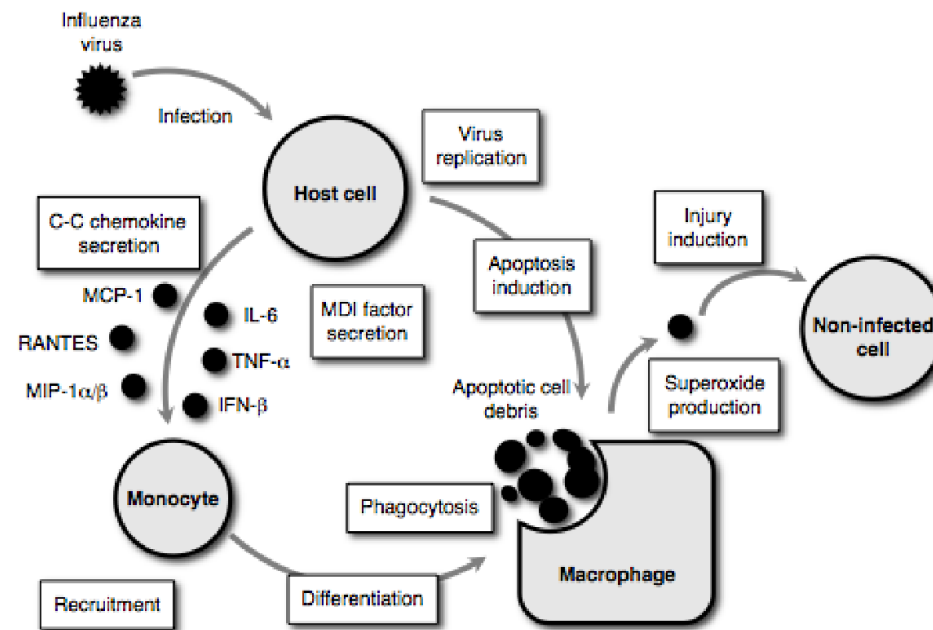 Influenza
virus
Infection
Host cell
Virus
replication
C-C chemokine
secretion
MCP-1
RANTES
MIP-1α/β
IL-6
TNF-α
IFN-β
MDI factor
secretion
Apoptosis
induction
Injury
induction
Non-infected
cell
Superoxide
production
Apoptotic cell
debris
Monocyte
Phagocytosis
Macrophage
Recruitment
Differentiation